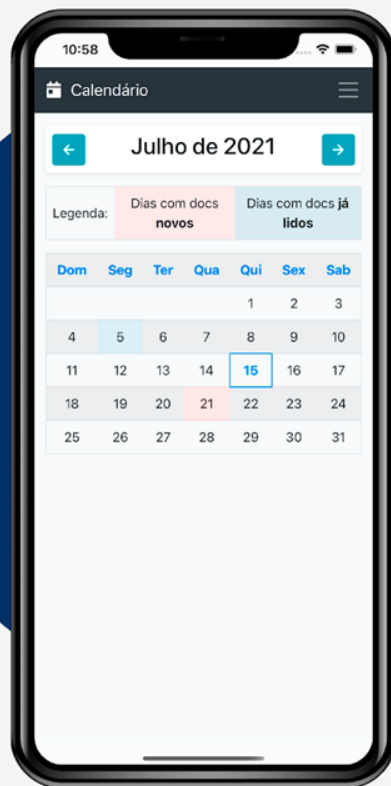 10:58
Calendário
Julho de 2021
Legenda:
Dias com docs
novos
Dias com docs já
lidos
Dom Seg Ter Qua Qui Sex Sab
1 2 3
4 5 6 7 8 9 10
11 12 13 14 15 16 17
18 19 20 21 22 23 24
25 26 27 28 29 30 31